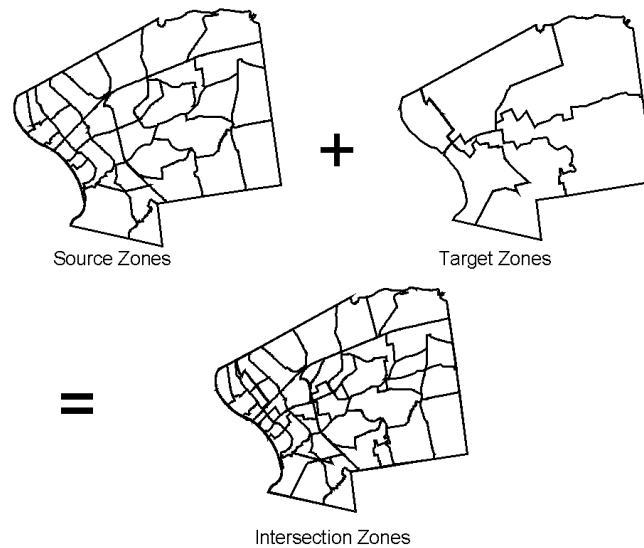 +
Source Zones
Target Zones
=
Intersection Zones